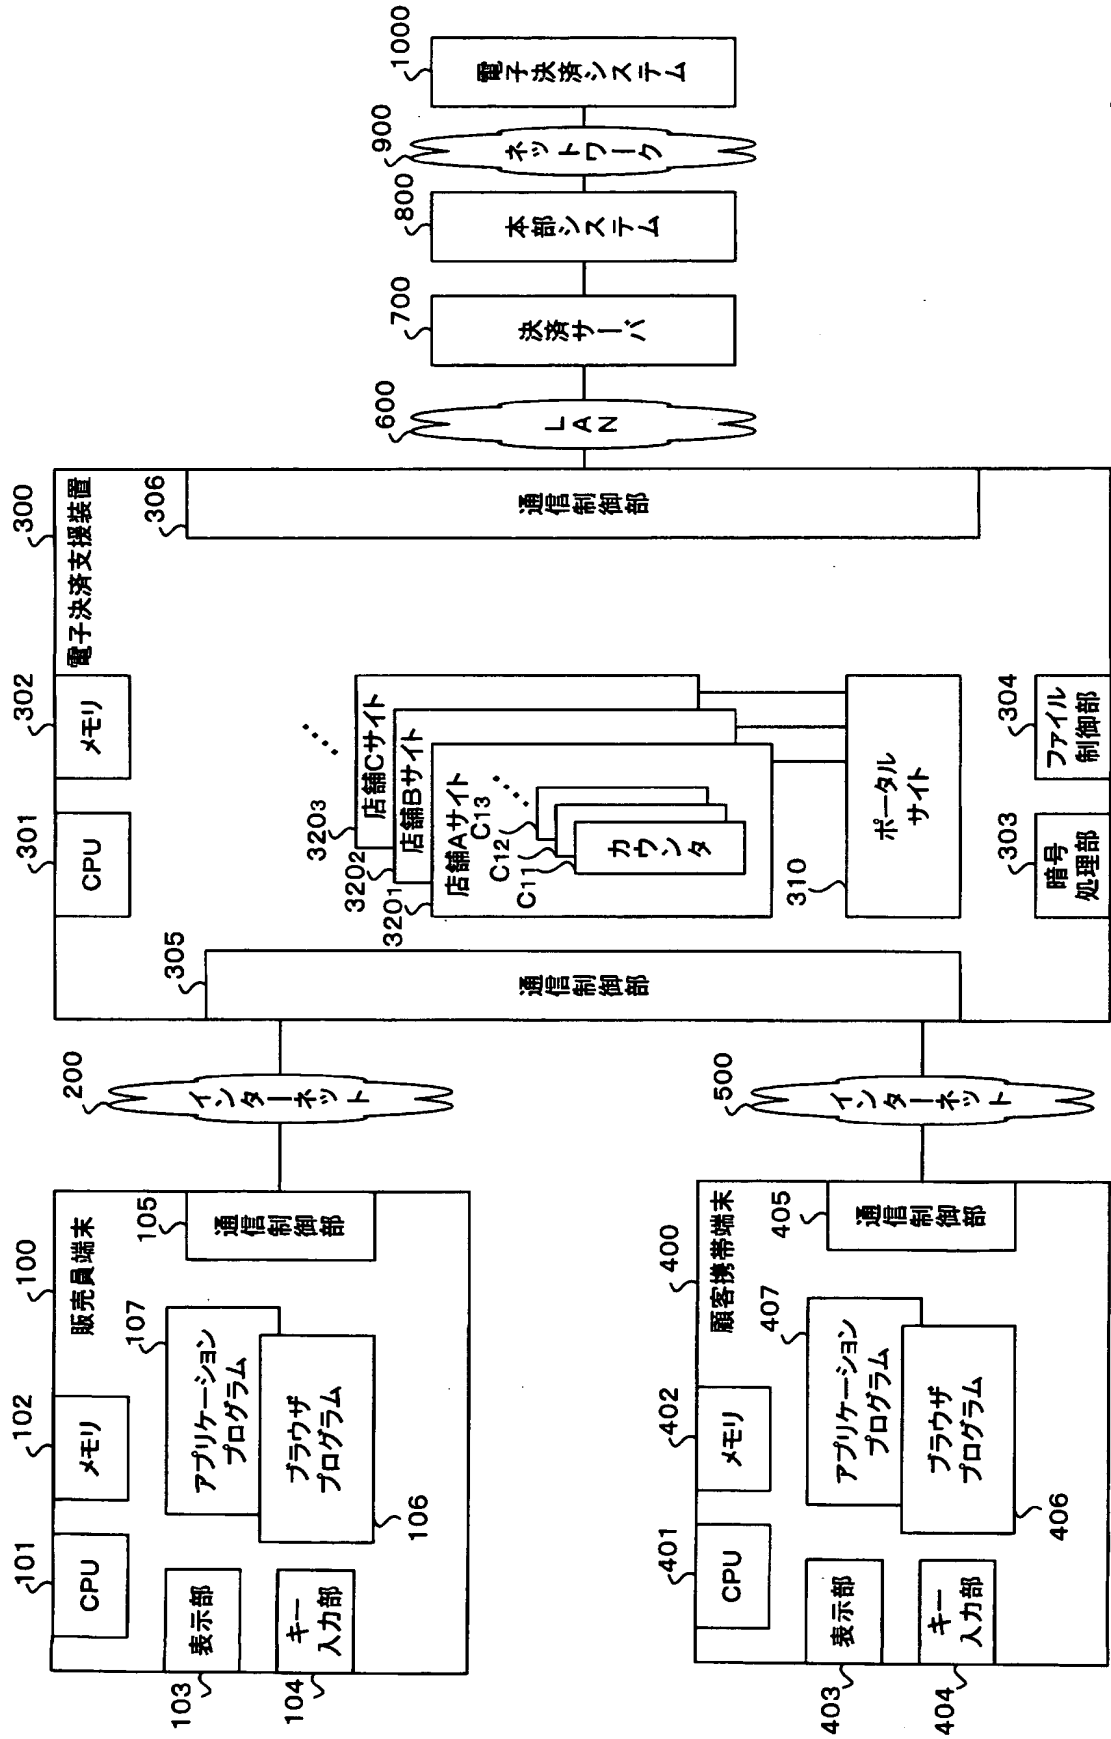 100
販売員端末
101
CPU
102
メモリ
103
表示部
104
キー
入力部
105
通信制御部
107
アプリケーション
プログラム
ブラウザ
プログラム
106
200
インターネット
300
電子決済支援装置
301
CPU
302
メモリ
305
通信制御部
306
通信制御部
3203
店舗Cサイト
3202
店舗Bサイト
3201
店舗Aサイト
C13
C12
C11
カウンタ
310
ポータル
サイト
303
暗号
処理部
304
ファイル
制御部
400
顧客携帯端末
401
CPU
402
メモリ
403
表示部
404
キー
入力部
405
通信制御部
407
アプリケーション
プログラム
ブラウザ
プログラム
406
500
インターネット
600
LAN
700
決済サーバ
800
本部システム
900
ネットワーク
1000
電子決済システム